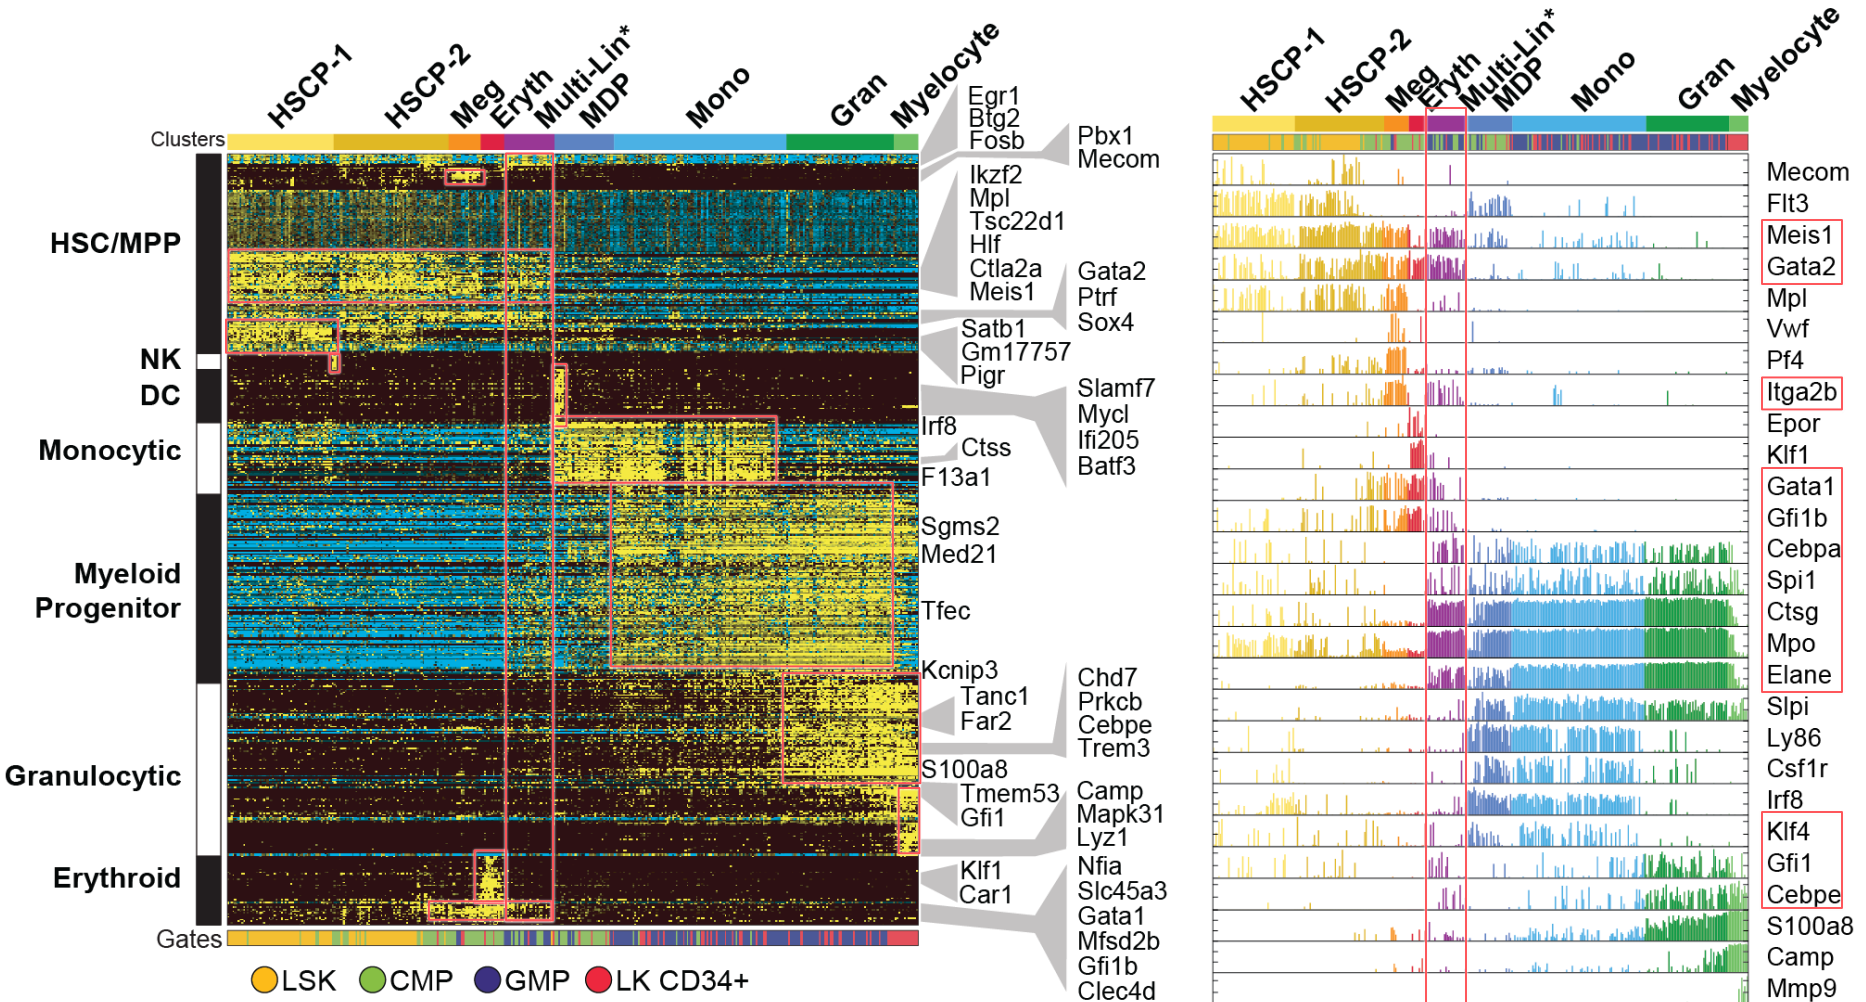 HSCP-1
HSCP-2
Meg
Eryth
Multi-Lin*
MDP
Mono
Gran
Myelocyte
Clusters
HSC/MPP
NK
DC
Monocytic
Myeloid
Progenitor
Granulocytic
Erythroid
Gates
Egr1
Btg2
Fosb
Pbx1
Mecom
Ikzf2
Mpl
Tsc22d1
Hlf
Ctla2a
Meis1
Gata2
Ptrf
Sox4
Satb1
Gm17757
Pigr
Slamf7
Mycl
Ifi205
Batf3
Irf8
Ctss
F13a1
Sgms2
Med21
Tfec
Kcnip3
Tanc1
Far2
Chd7
Prkcb
Cebpe
Trem3
S100a8
Tmem53
Gfi1
Camp
Mapk31
Lyz1
Klf1
Car1
Nfia
Slc45a3
Gata1
Mfsd2b
Gfi1b
Clec4d
LSK
CMP
GMP
LK CD34+
HSCP-1
HSCP-2
Meg
Eryth
Multi-Lin*
MDP
Mono
Gran
Myelocyte
Mecom
Flt3
Meis1
Gata2
Mpl
Vwf
Pf4
Itga2b
Epor
Klf1
Gata1
Gfi1b
Cebpa
Spi1
Ctsg
Mpo
Elane
Slpi
Ly86
Csf1r
Irf8
Klf4
Gfi1
Cebpe
S100a8
Camp
Mmp9